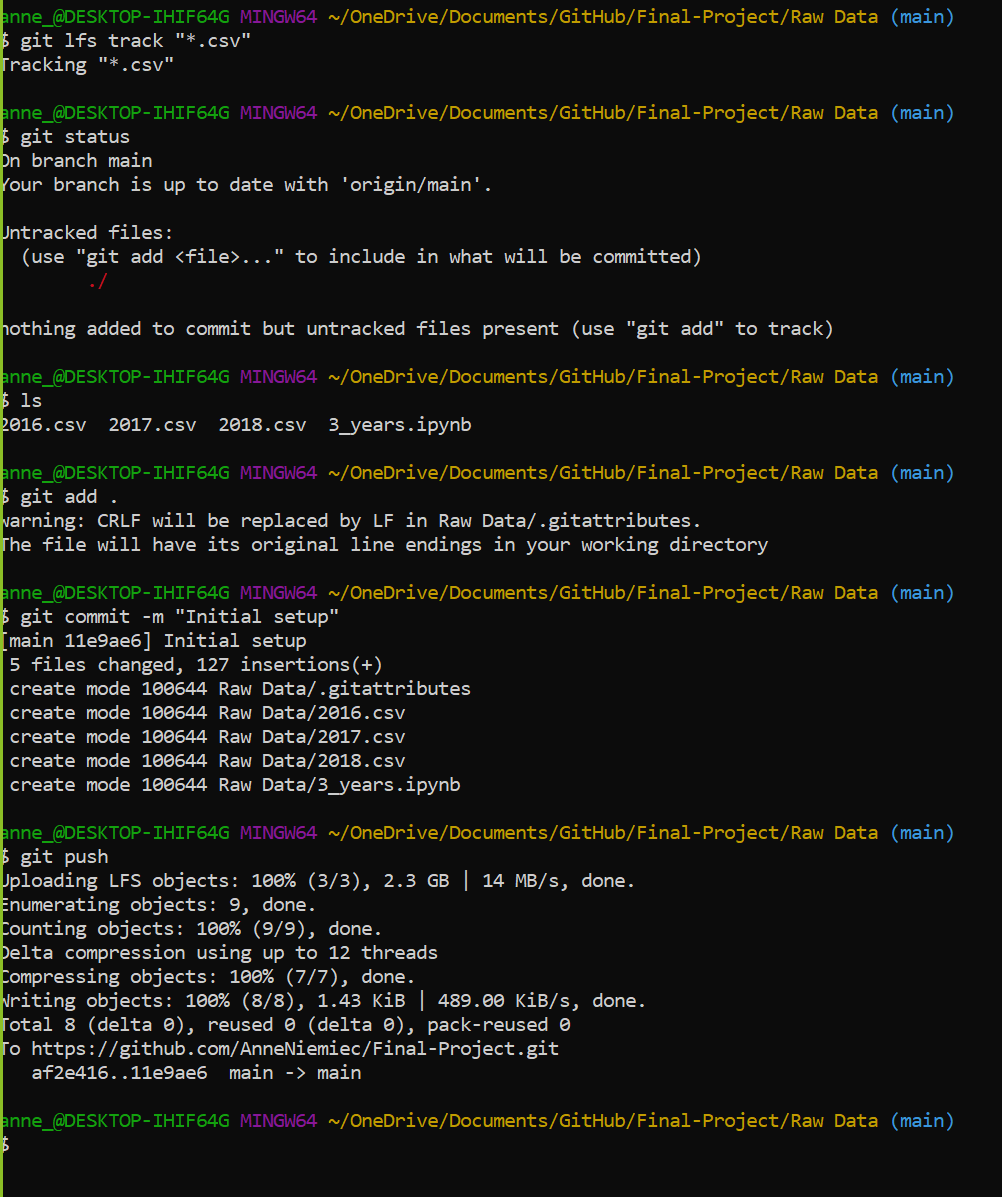 anne_@DESKTOP-IHIF64G MINGW64 ~/OneDrive/Documents/GitHub/Final-Project/Raw Data (main)
$ git lfs track "*.csv"
Tracking "*.csv"
anne_@DESKTOP-IHIF64G MINGW64 ~/OneDrive/Documents/GitHub/Final-Project/Raw Data (main)
$ git status
On branch main
Your branch is up to date with 'origin/main'.
Untracked files:
  (use "git add <file>..." to include in what will be committed)
        ./
nothing added to commit but untracked files present (use "git add" to track)
anne_@DESKTOP-IHIF64G MINGW64 ~/OneDrive/Documents/GitHub/Final-Project/Raw Data (main)
$ ls
2016.csv  2017.csv  2018.csv  3_years.ipynb
anne_@DESKTOP-IHIF64G MINGW64 ~/OneDrive/Documents/GitHub/Final-Project/Raw Data (main)
$ git add .
warning: CRLF will be replaced by LF in Raw Data/.gitattributes.
The file will have its original line endings in your working directory
anne_@DESKTOP-IHIF64G MINGW64 ~/OneDrive/Documents/GitHub/Final-Project/Raw Data (main)
$ git commit -m "Initial setup"
[main 11e9ae6] Initial setup
 5 files changed, 127 insertions(+)
 create mode 100644 Raw Data/.gitattributes
 create mode 100644 Raw Data/2016.csv
 create mode 100644 Raw Data/2017.csv
 create mode 100644 Raw Data/2018.csv
 create mode 100644 Raw Data/3_years.ipynb
anne_@DESKTOP-IHIF64G MINGW64 ~/OneDrive/Documents/GitHub/Final-Project/Raw Data (main)
$ git push
Uploading LFS objects: 100% (3/3), 2.3 GB | 14 MB/s, done.
Enumerating objects: 9, done.
Counting objects: 100% (9/9), done.
Delta compression using up to 12 threads
Compressing objects: 100% (7/7), done.
Writing objects: 100% (8/8), 1.43 KiB | 489.00 KiB/s, done.
Total 8 (delta 0), reused 0 (delta 0), pack-reused 0
To https://github.com/AnneNiemiec/Final-Project.git
   af2e416..11e9ae6  main -> main
anne_@DESKTOP-IHIF64G MINGW64 ~/OneDrive/Documents/GitHub/Final-Project/Raw Data (main)
$